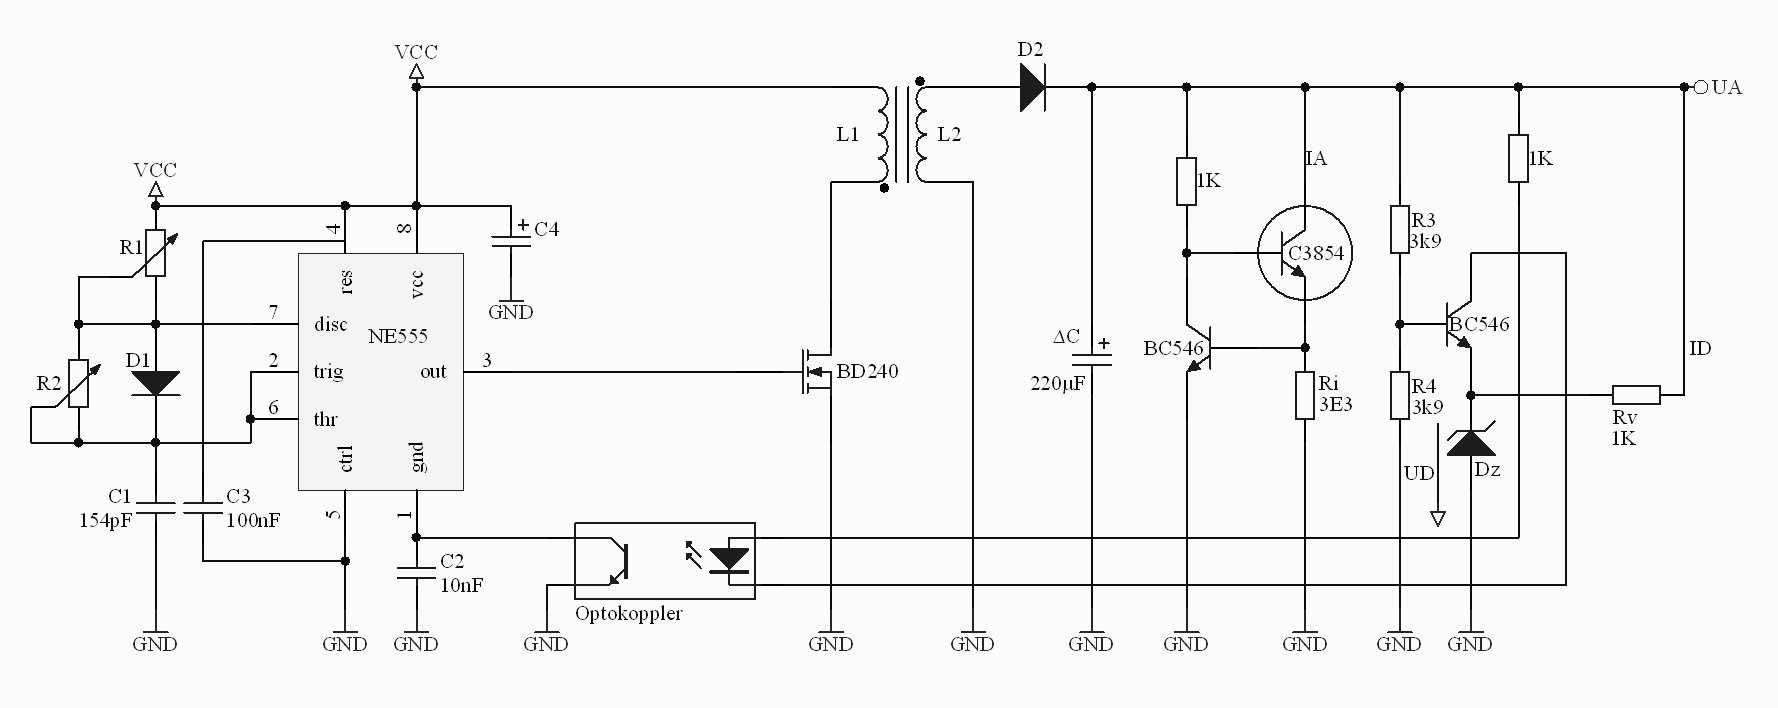 VCC
D2
UA
L1
L2
1K
IA
1K
VCC
R1
4
8
C4
R3
3k9
C3854
res
vcc
GND
7
disc
NE555
BC546
D1
2
trig
3
out
BD240
ΔC
220µF
BC546
ID
R2
6
thr
Ri
3E3
R4
3k9
Rv
1K
ctrl
gnd
UD
Dz
C1
154pF
C3
100nF
5
1
C2
10nF
Optokoppler
GND
GND
GND
GND
GND
GND
GND
GND
GND
GND
GND